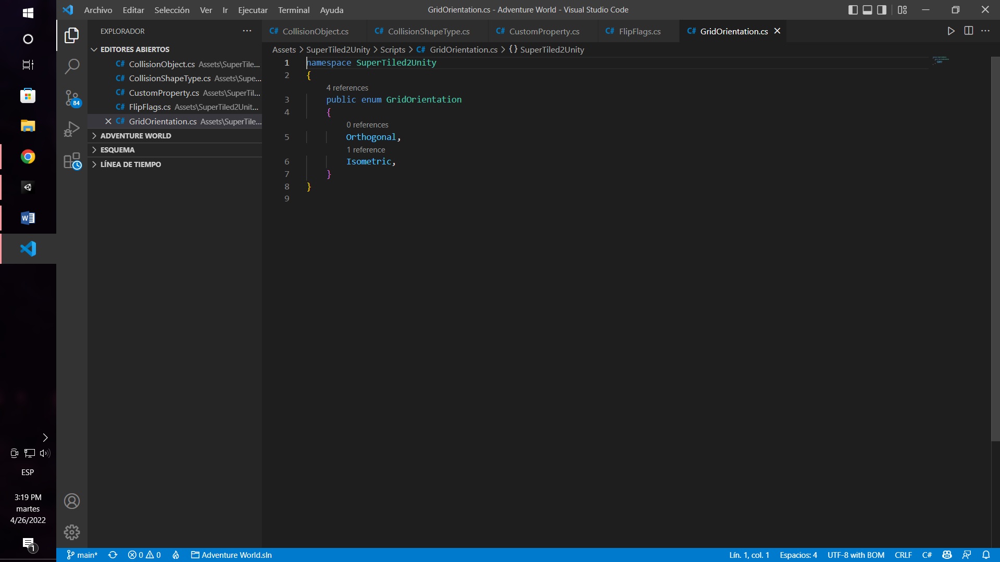 Archivo Editar Selección Ver Ir Ejecutar Terminal Ayuda
GridOrientation.cs - Adventure World - Visual Studio Code
EXPLORADOR
EDITORES ABIERTOS
C# CollisionObject.cs Assets\SuperTile...
C# CollisionShapeType.cs Assets\Supe...
C# CustomProperty.cs Assets\SuperTil...
C# FlipFlags.cs Assets\SuperTiled2Unit...
C# GridOrientation.cs Assets\SuperTile...
ADVENTURE WORLD
ESQUEMA
LÍNEA DE TIEMPO
84
C# CollisionObject.cs C# CollisionShapeType.cs C# CustomProperty.cs C# FlipFlags.cs C# GridOrientation.cs
Assets > SuperTiled2Unity > Scripts > C# GridOrientation.cs > {} SuperTiled2Unity
1 namespace SuperTiled2Unity
2 {
4 references
3 public enum GridOrientation
4 {
0 references
5 Orthogonal,
1 reference
6 Isometric,
7 }
8 }
9
ESP
3:19 PM
martes
4/26/2022
1
main* 0 0 Adventure World.sln
Lín. 1, col. 1 Espacios: 4 UTF-8 with BOM CRLF C#